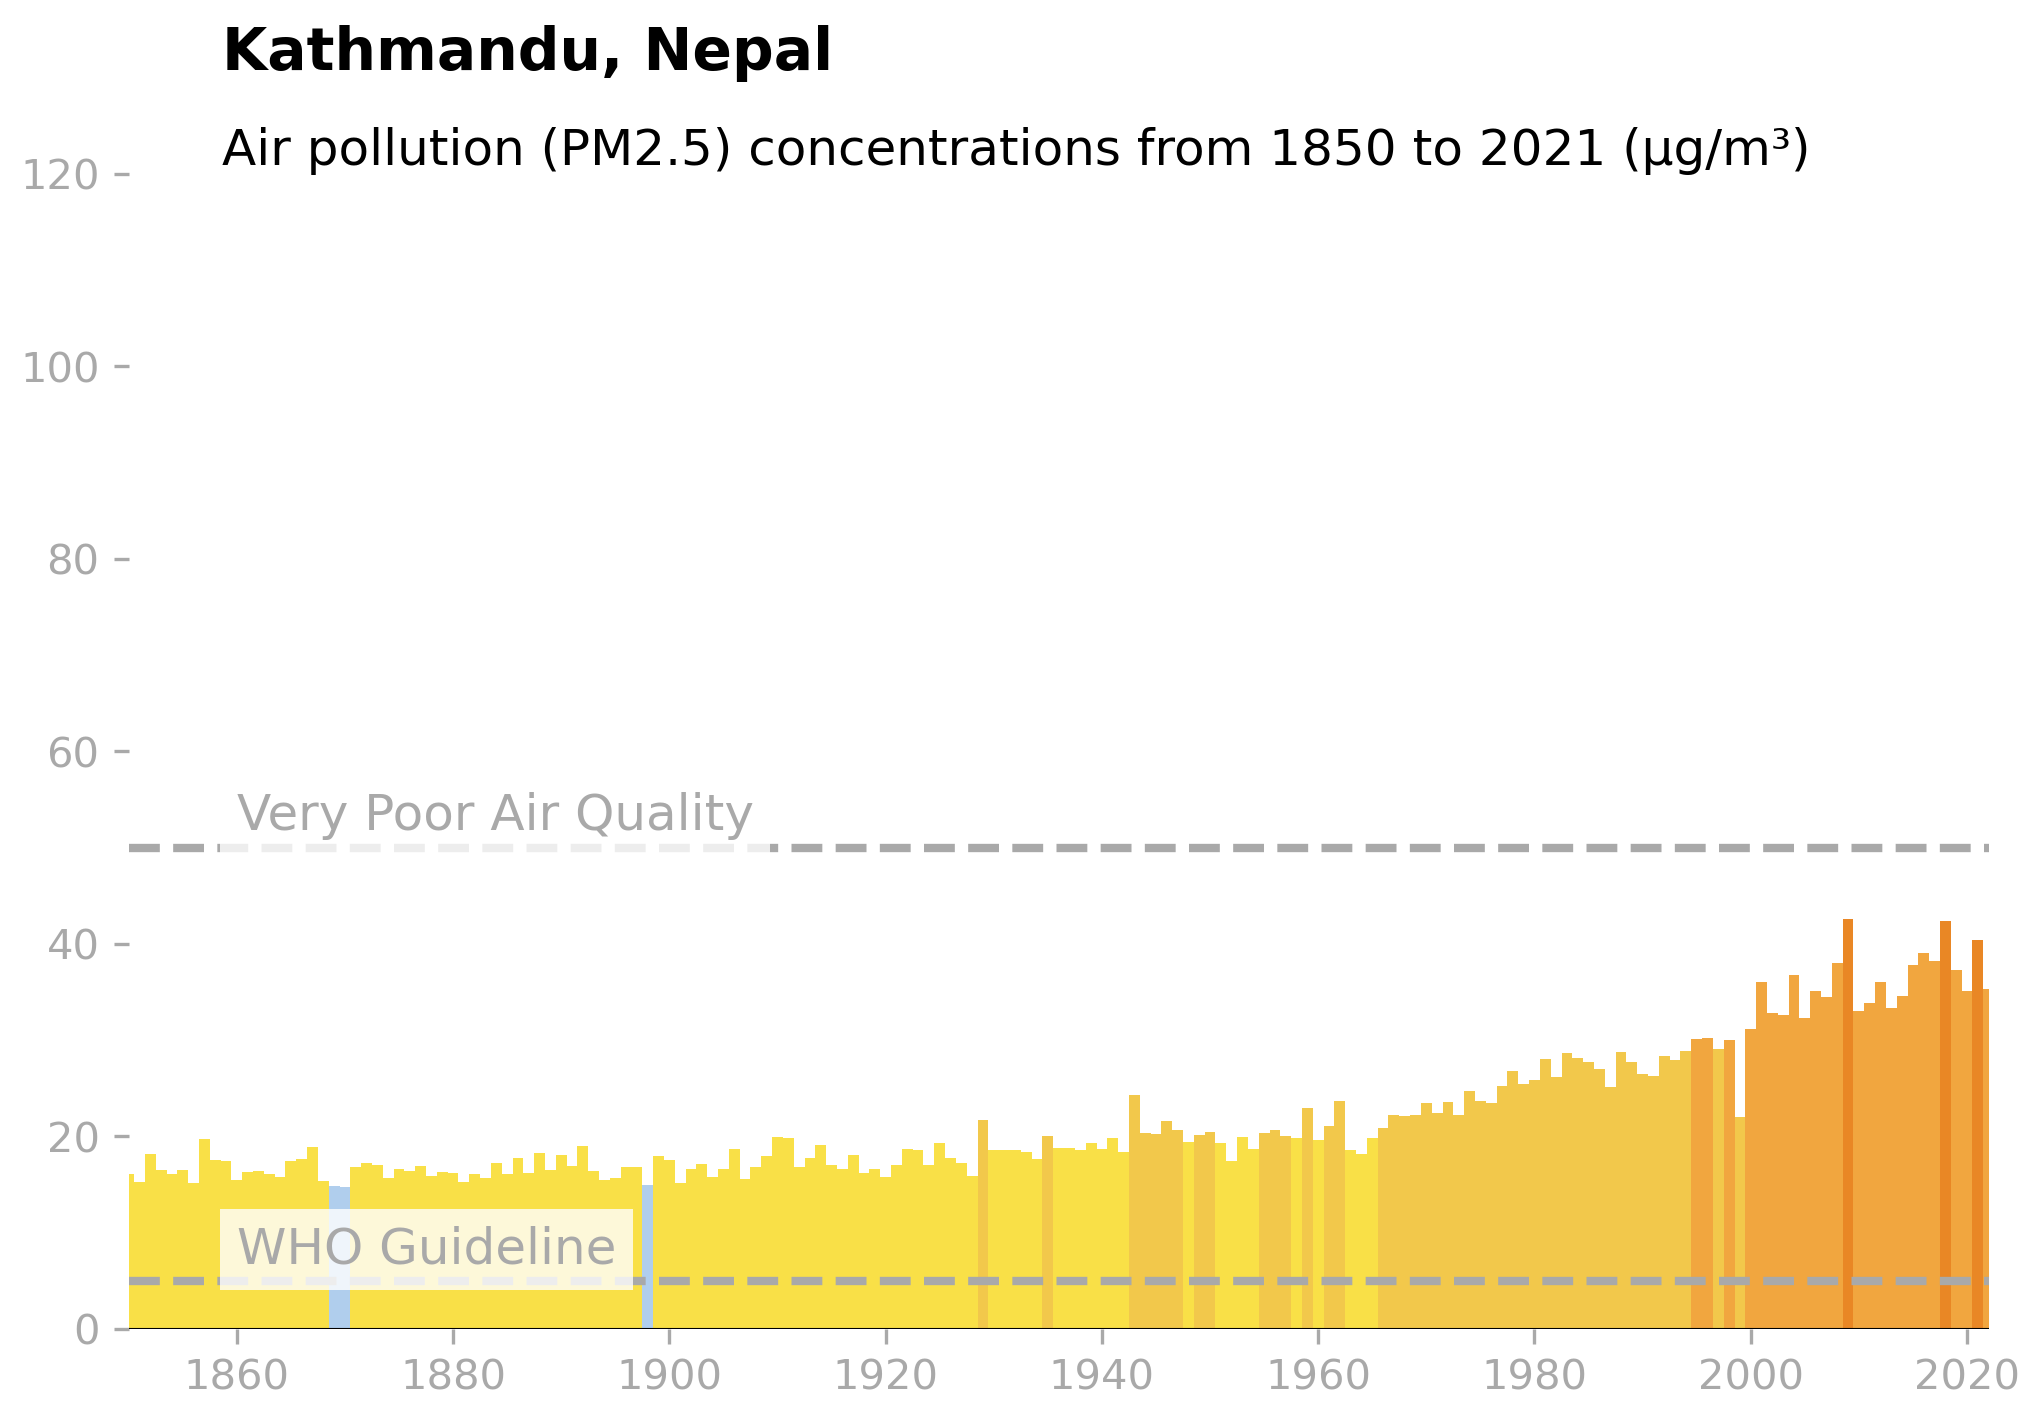 Kathmandu, Nepal
Air pollution (PM2.5) concentrations from 1850 to 2021 (µg/m³)
120
100
80
60
Very Poor Air Quality
40
20
WHO Guideline
0
1860 1880 1900 1920 1940 1960 1980 2000 2020